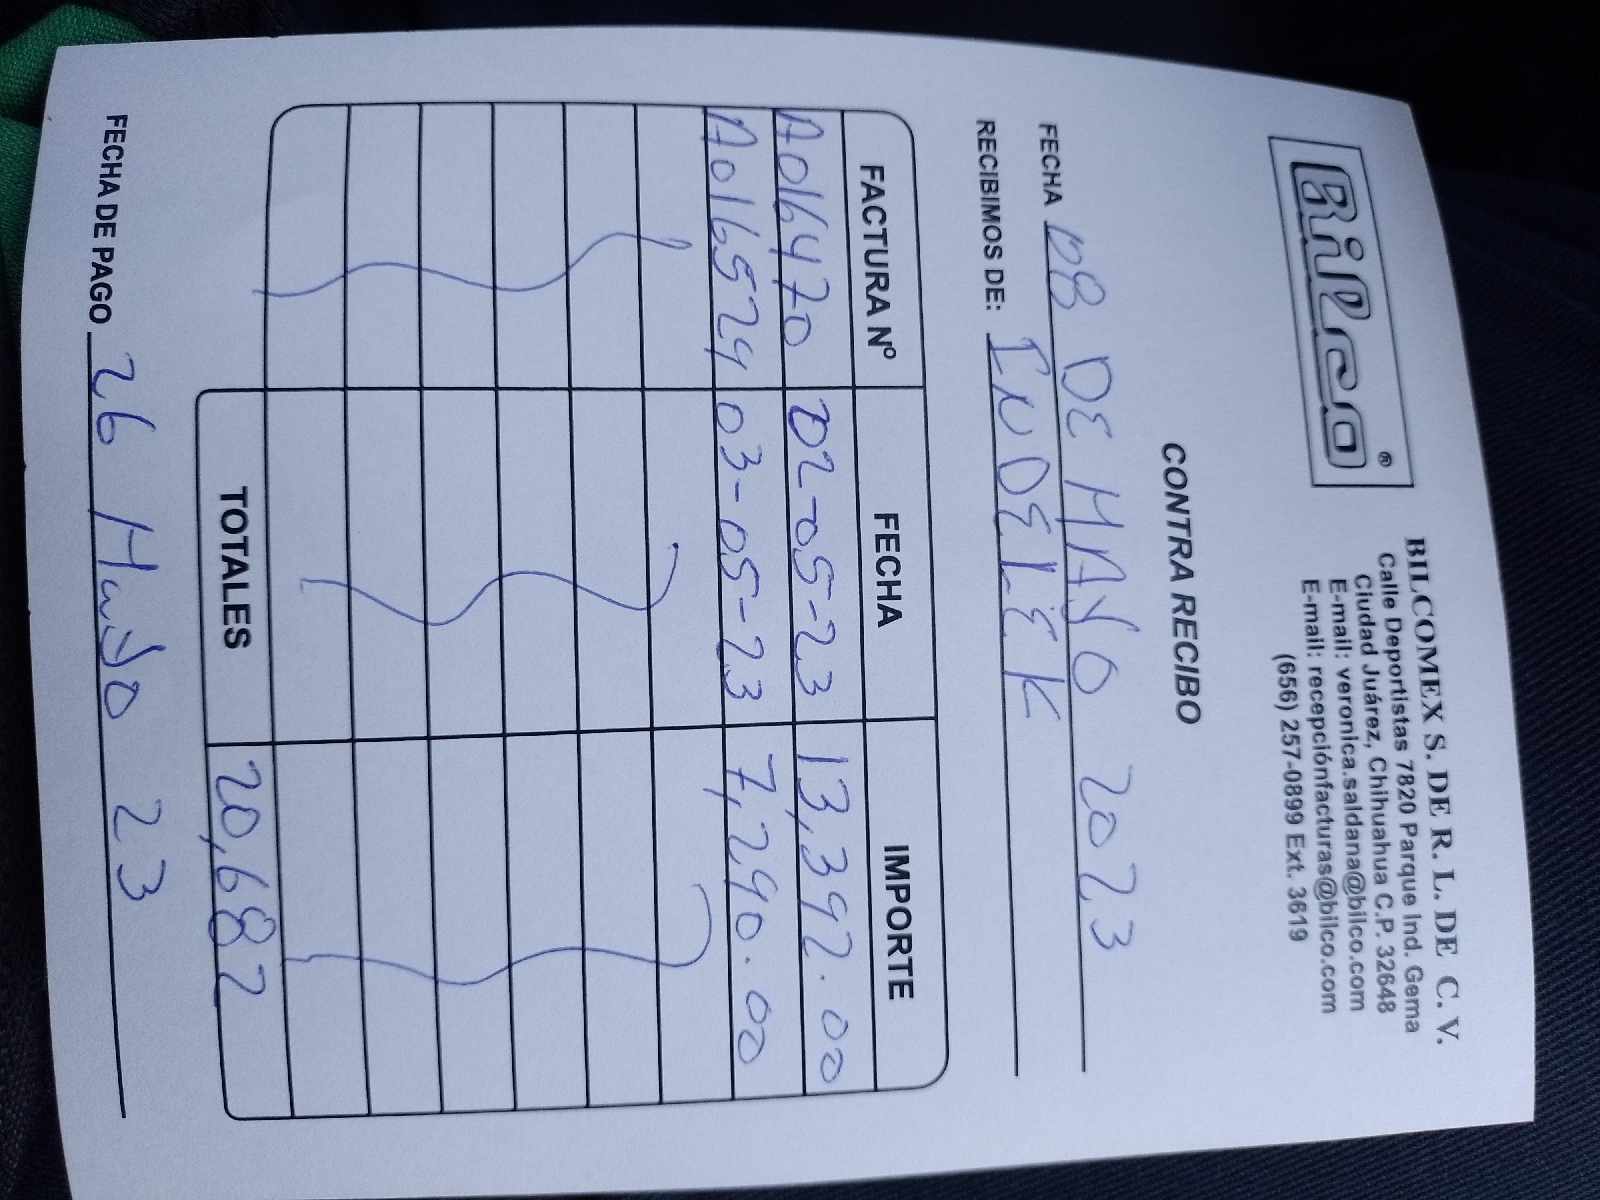 Bilco®
BILCOMEX S. DE R. L. DE C. V.
Calle Deportistas 7820 Parque Ind. Gema
Ciudad Juárez, Chihuahua C.P. 32648
E-mail: veronica.saldana@bilco.com
E-mail: recepciónfacturas@bilco.com
(656) 257-0899 Ext. 3619
CONTRA RECIBO
FECHA 08 DE MAYO 2023
RECIBIMOS DE: INDELEK
FACTURA Nº FECHA IMPORTE
A016470 02-05-23 13,392.00
A016524 03-05-23 7,290.00
TOTALES 20,682
FECHA DE PAGO 26 Mayo 23